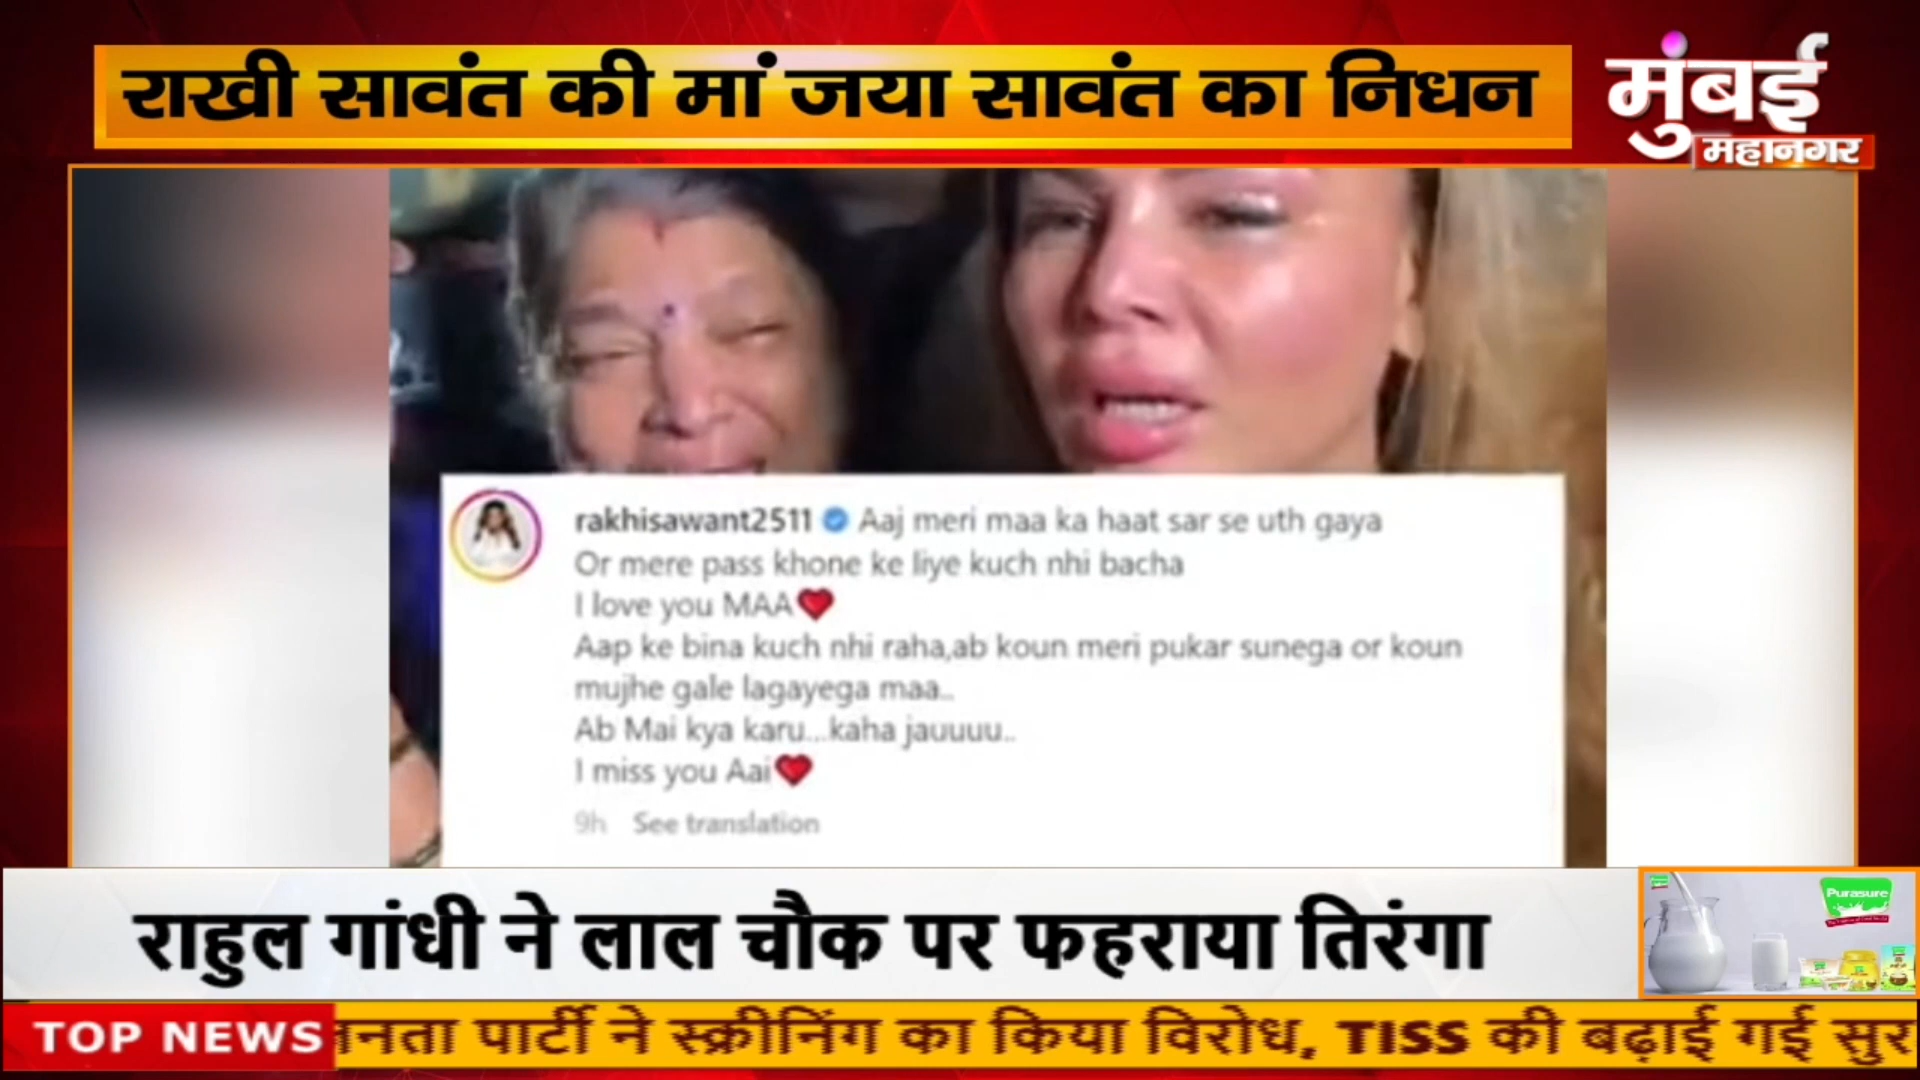 राखी सावंत की मां जया सावंत का निधन
मुंबई
महानगर
rakhisawant2511 Aaj meri maa ka haat sar se uth gaya
Or mere pass khone ke liye kuch nhi bacha
I love you MAA❤
Aap ke bina kuch nhi raha,ab koun meri pukar sunega or koun
mujhe gale lagayega maa..
Ab Mai kya karu...kaha jauuuu..
I miss you Aai❤
9h See translation
राहुल गांधी ने लाल चौक पर फहराया तिरंगा
Purasure
TOP NEWS
जनता पार्टी ने स्क्रीनिंग का किया विरोध, TISS की बढ़ाई गई सुर